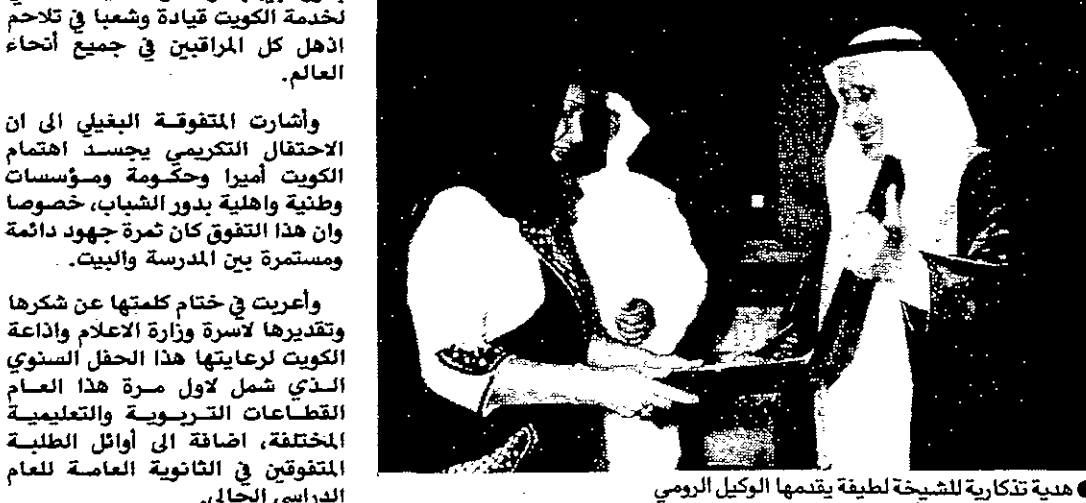 لخدمة الكويت قيادة وشعبا في تلاحم
اذهل كل المراقبين في جميع أنحاء
العالم.
وأشارت المتفوقة البغيلي الى ان
الاحتفال التكريمي يجسد اهتمام
الكويت أميرا وحكومة ومؤسسات
وطنية واهلية بدور الشباب، خصوصا
وان هذا التفوق كان ثمرة جهود دائمة
ومستمرة بين المدرسة والبيت.
وأعربت في ختام كلمتها عن شكرها
وتقديرها لاسرة وزارة الاعلام واذاعة
الكويت لرعايتها هذا الحفل السنوي
الذي شمل لاول مرة هذا العام
القطاعات التربوية والتعليمية
المختلفة، اضافة الى أوائل الطلبة
المتفوقين في الثانوية العامة للعام
الدراسي الحالي.
هدية تذكارية للشيخة لطيفة يقدمها الوكيل الرومي